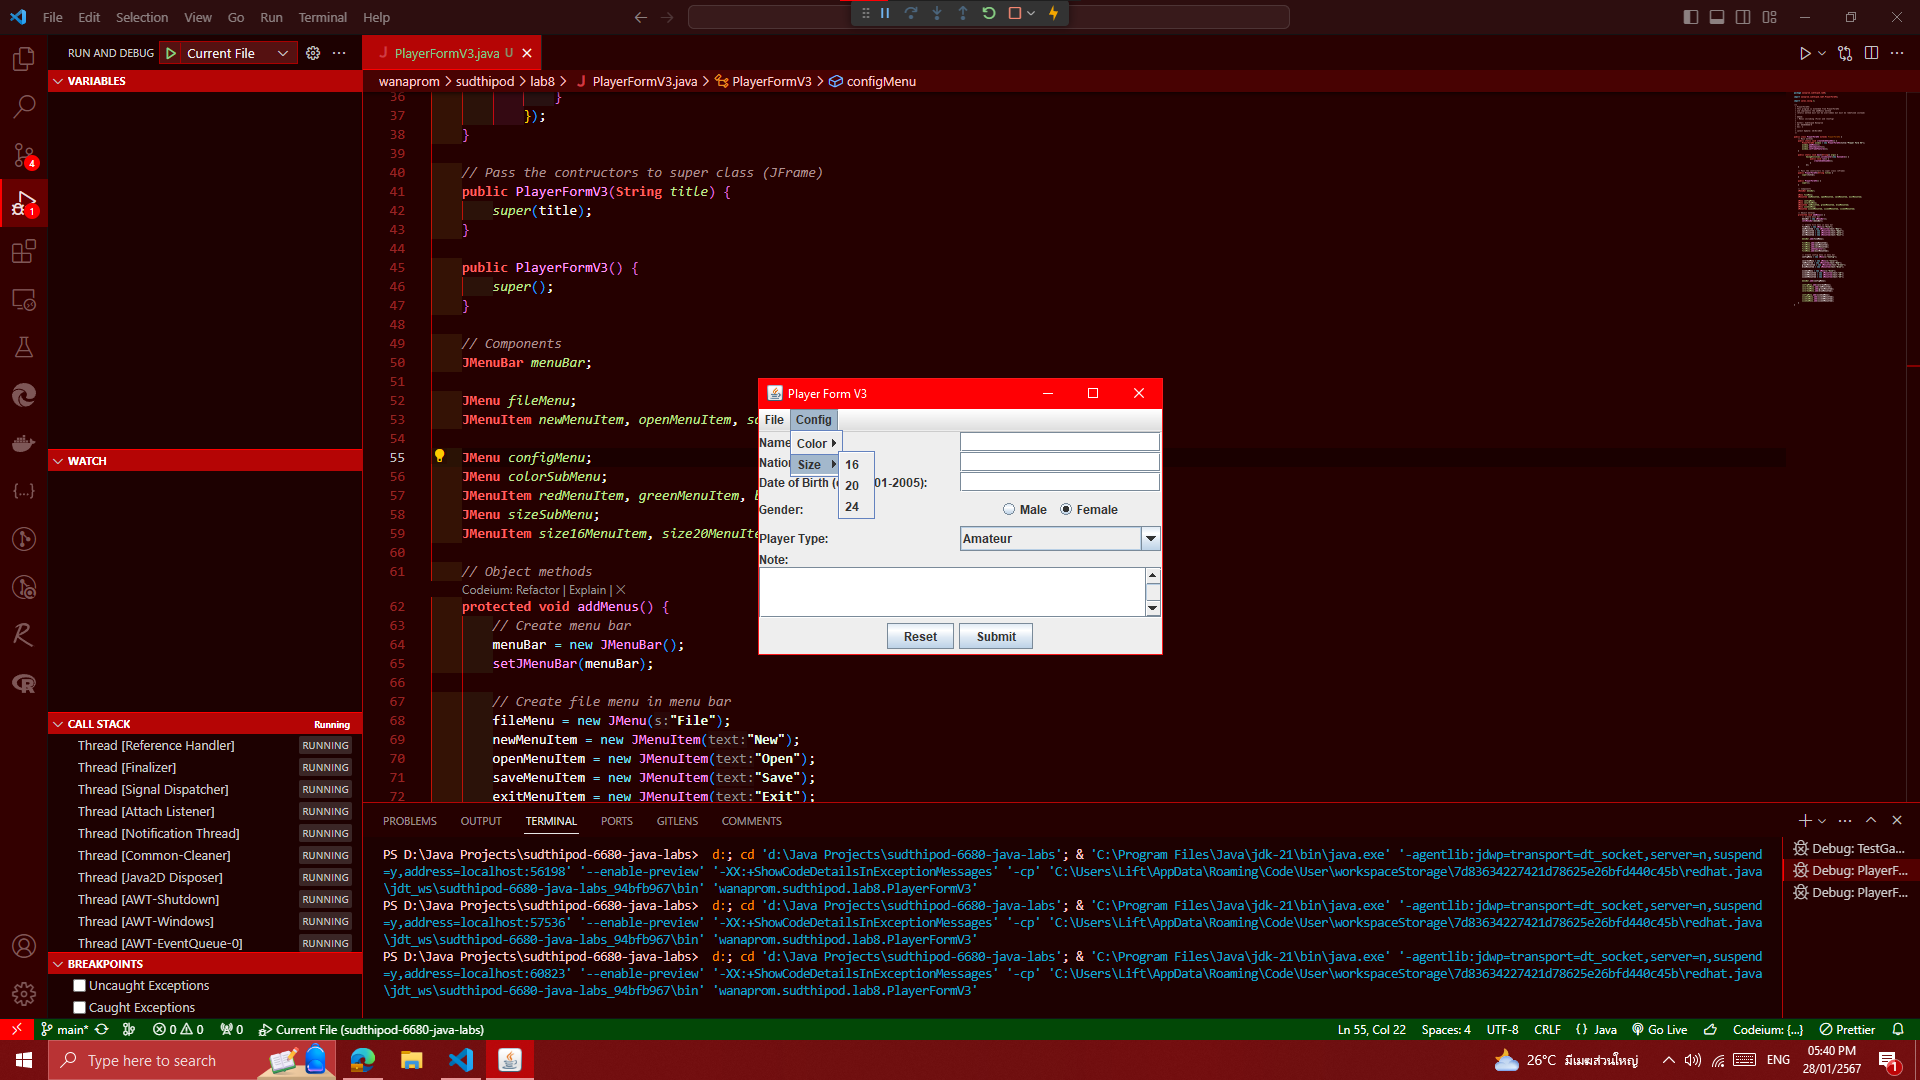 File Edit Selection View Go Run Terminal Help
RUN AND DEBUG Current File
PlayerFormV3.java U
VARIABLES
wanaprom > sudthipod > lab8 > PlayerFormV3.java > PlayerFormV3 > configMenu
36 }
37 });
38 }
39
40 // Pass the contructors to super class (JFrame)
41 public PlayerFormV3(String title) {
42 super(title);
43 }
44
45 public PlayerFormV3() {
46 super();
47 }
48
49 // Components
50 JMenuBar menuBar;
51
52 JMenu fileMenu;
53 JMenuItem newMenuItem, openMenuItem,
54
55 JMenu configMenu;
56 JMenu colorSubMenu;
57 JMenuItem redMenuItem, greenMenuItem,
58 JMenu sizeSubMenu;
59 JMenuItem size16MenuItem,
60
61 // Object methods
Codeium: Refactor | Explain | X
62 protected void addMenus() {
63 // Create menu bar
64 menuBar = new JMenuBar();
65 setJMenuBar(menuBar);
66
67 // Create file menu in menu bar
68 fileMenu = new JMenu(s:"File");
69 newMenuItem = new JMenuItem(text:"New");
70 openMenuItem = new JMenuItem(text:"Open");
71 saveMenuItem = new JMenuItem(text:"Save");
72 exitMenuItem = new JMenuItem(text:"Exit");
Player Form V3
File Config
Name
Color
Size
16
20
24
Date of Birth 01-2005):
Gender: Male Female
Player Type: Amateur
Note:
Reset Submit
WATCH
CALL STACK Running
Thread [Reference Handler] RUNNING
Thread [Finalizer] RUNNING
Thread [Signal Dispatcher] RUNNING
Thread [Attach Listener] RUNNING
Thread [Notification Thread] RUNNING
Thread [Common-Cleaner] RUNNING
Thread [Java2D Disposer] RUNNING
Thread [AWT-Shutdown] RUNNING
Thread [AWT-Windows] RUNNING
Thread [AWT-EventQueue-0] RUNNING
BREAKPOINTS
Uncaught Exceptions
Caught Exceptions
PROBLEMS OUTPUT TERMINAL PORTS GITLENS COMMENTS
PS D:\Java Projects\sudthipod-6680-java-labs> d:; cd 'd:\Java Projects\sudthipod-6680-java-labs'; & 'C:\Program Files\Java\jdk-21\bin\java.exe' '-agentlib:jdwp=transport=dt_socket,server=n,suspend
=y,address=localhost:56198' '--enable-preview' '-XX:+ShowCodeDetailsInExceptionMessages' '-cp' 'C:\Users\Lift\AppData\Roaming\Code\User\workspaceStorage\7d83634227421d78625e26bfd440c45b\redhat.java
\jdt_ws\sudthipod-6680-java-labs_94bfb967\bin' 'wanaprom.sudthipod.lab8.PlayerFormV3'
PS D:\Java Projects\sudthipod-6680-java-labs> d:; cd 'd:\Java Projects\sudthipod-6680-java-labs'; & 'C:\Program Files\Java\jdk-21\bin\java.exe' '-agentlib:jdwp=transport=dt_socket,server=n,suspend
=y,address=localhost:57536' '--enable-preview' '-XX:+ShowCodeDetailsInExceptionMessages' '-cp' 'C:\Users\Lift\AppData\Roaming\Code\User\workspaceStorage\7d83634227421d78625e26bfd440c45b\redhat.java
\jdt_ws\sudthipod-6680-java-labs_94bfb967\bin' 'wanaprom.sudthipod.lab8.PlayerFormV3'
PS D:\Java Projects\sudthipod-6680-java-labs> d:; cd 'd:\Java Projects\sudthipod-6680-java-labs'; & 'C:\Program Files\Java\jdk-21\bin\java.exe' '-agentlib:jdwp=transport=dt_socket,server=n,suspend
=y,address=localhost:60823' '--enable-preview' '-XX:+ShowCodeDetailsInExceptionMessages' '-cp' 'C:\Users\Lift\AppData\Roaming\Code\User\workspaceStorage\7d83634227421d78625e26bfd440c45b\redhat.java
\jdt_ws\sudthipod-6680-java-labs_94bfb967\bin' 'wanaprom.sudthipod.lab8.PlayerFormV3'
Debug: TestGa...
Debug: PlayerF...
Debug: PlayerF...
main* 0 0 0 Current File (sudthipod-6680-java-labs) Ln 55, Col 22 Spaces: 4 UTF-8 CRLF {} Java Go Live Codeium: {...} Prettier
Type here to search 26°C มีเมฆส่วนใหญ่ ENG 05:40 PM
28/01/2567